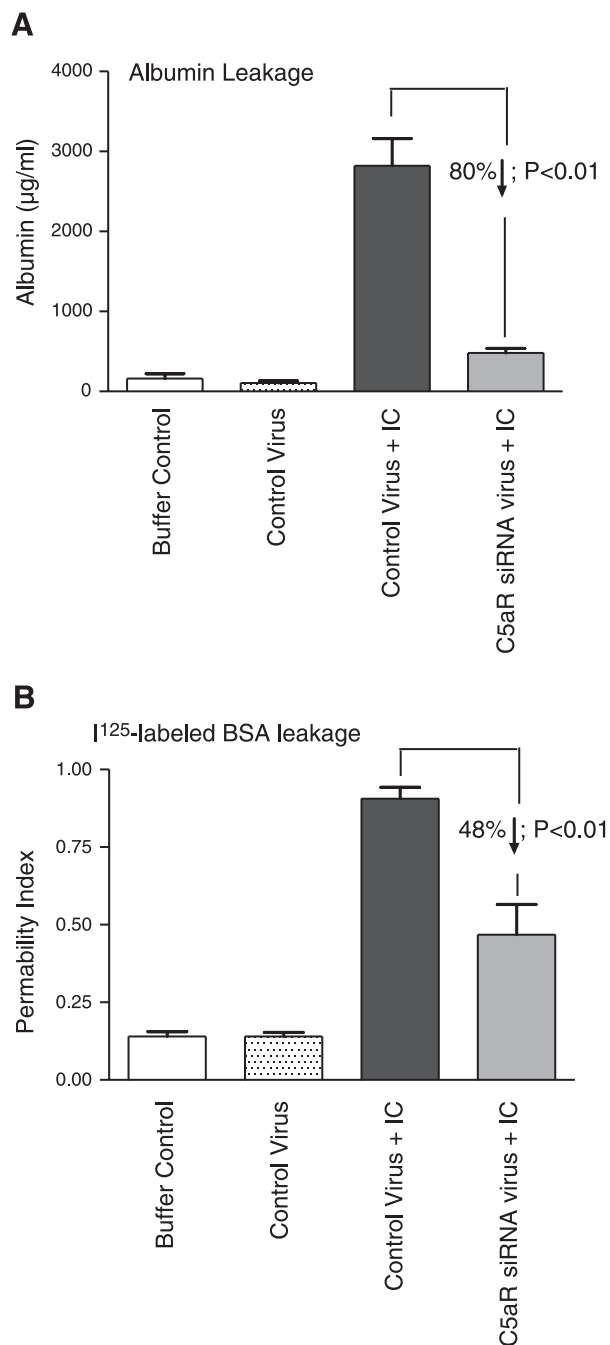 A
Albumin Leakage
Albumin (µg/ml)
4000
3000
2000
1000
0
80%↓; P<0.01
Buffer Control
Control Virus
Control Virus + IC
C5aR siRNA virus + IC
B
I125-labeled BSA leakage
Permability Index
1.00
0.75
0.50
0.25
0.00
48%↓; P<0.01
Buffer Control
Control Virus
Control Virus + IC
C5aR siRNA virus + IC